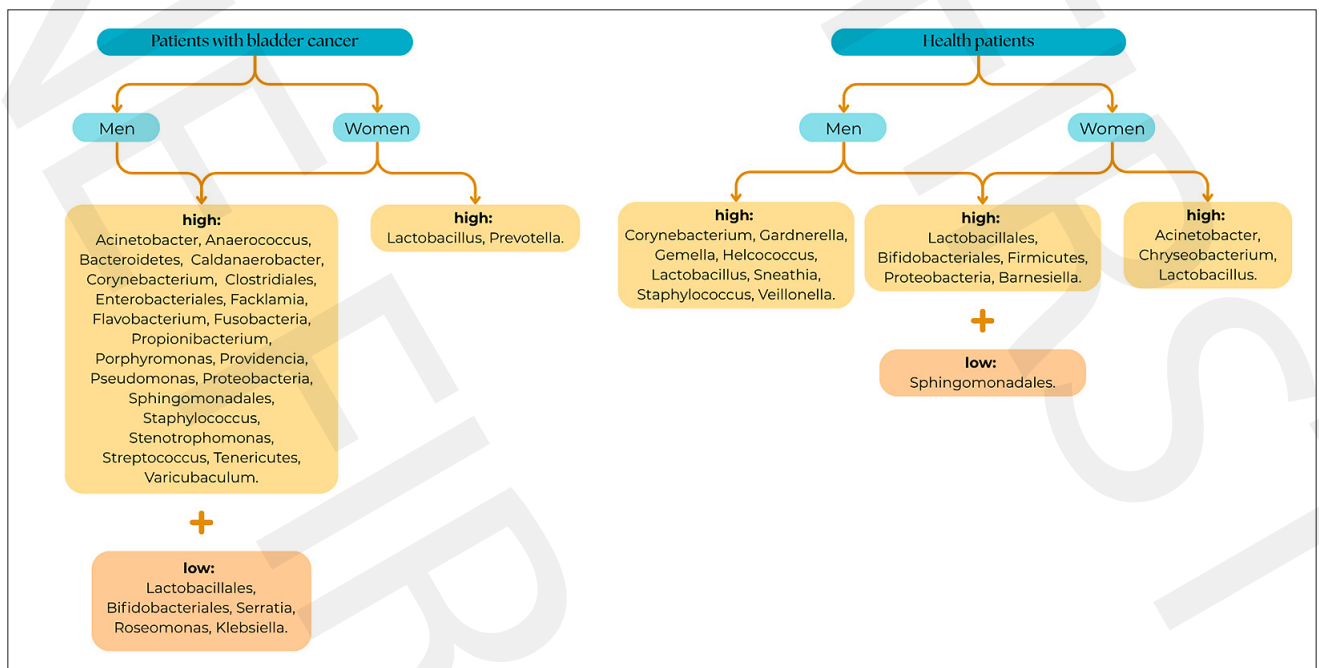 Patients with bladder cancer
Men
Women
high:
Acinetobacter, Anaerococcus,
Bacteroidetes, Caldanaerobacter,
Corynebacterium, Clostridiales,
Enterobacteriales, Facklamia,
Flavobacterium, Fusobacteria,
Propionibacterium,
Porphyromonas, Providencia,
Pseudomonas, Proteobacteria,
Sphingomonadales,
Staphylococcus,
Stenotrophomonas,
Streptococcus, Tenericutes,
Varicubaculum.
+
low:
Lactobacillales,
Bifidobacteriales, Serratia,
Roseomonas, Klebsiella.
high:
Lactobacillus, Prevotella.
Health patients
Men
Women
high:
Corynebacterium, Gardnerella,
Gemella, Helcococcus,
Lactobacillus, Sneathia,
Staphylococcus, Veillonella.
high:
Lactobacillales,
Bifidobacteriales, Firmicutes,
Proteobacteria, Barnesiella.
+
low:
Sphingomonadales.
high:
Acinetobacter,
Chryseobacterium,
Lactobacillus.